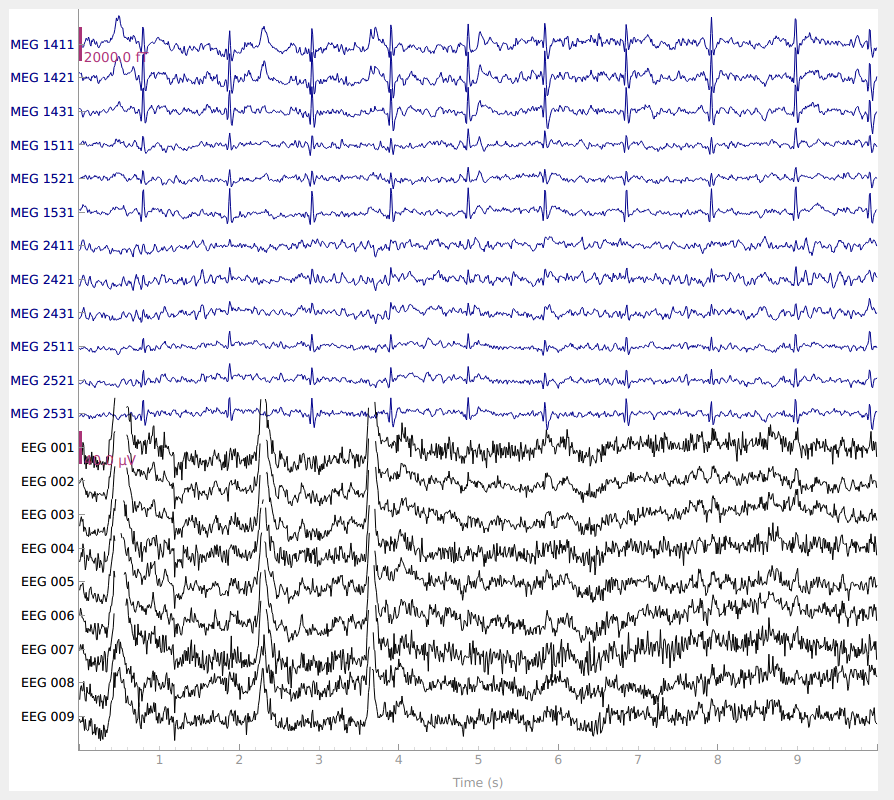 MEG 1411
2000.0 fT
MEG 1421
MEG 1431
MEG 1511
MEG 1521
MEG 1531
MEG 2411
MEG 2421
MEG 2431
MEG 2511
MEG 2521
MEG 2531
EEG 001
µV
EEG 002
EEG 003
EEG 004
EEG 005
EEG 006
EEG 007
EEG 008
EEG 009
1 2 3 4 5 6 7 8 9
Time (s)